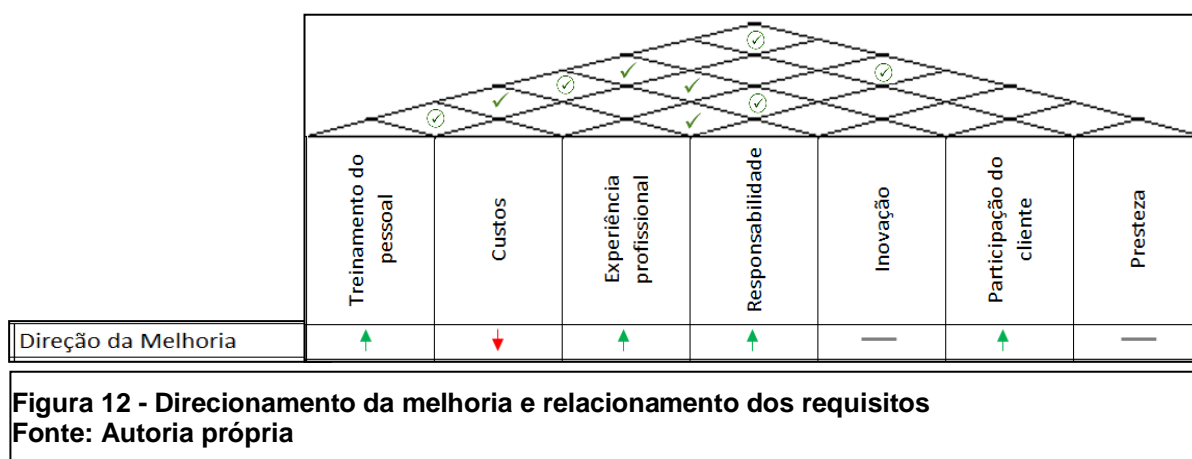 Treinamento do
pessoal
Custos
Experiência
profissional
Responsabilidade
Inovação
Participação do
cliente
Presteza
Direção da Melhoria
Figura 12 - Direcionamento da melhoria e relacionamento dos requisitos
Fonte: Autoria própria